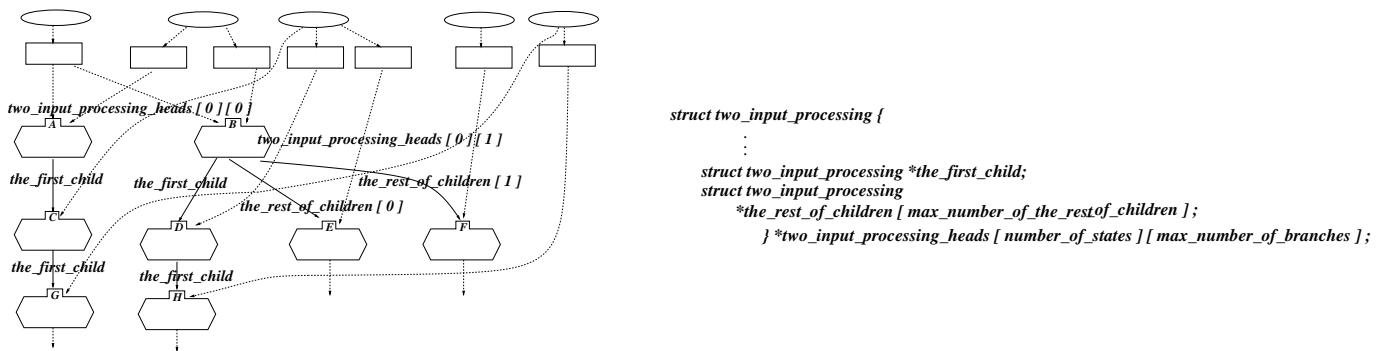 two_input_processing_heads [ 0 ] [ 0 ]
A
B
two_input_processing_heads [ 0 ] [ 1 ]
the_first_child
the_first_child
the_rest_of_children [ 1 ]
the_rest_of_children [ 0 ]
C
D
E
F
the_first_child
the_first_child
G
H
struct two_input_processing {
.
.
.
struct two_input_processing *the_first_child;
struct two_input_processing
*the_rest_of_children [ max_number_of_the_rest_of_children ] ;
} *two_input_processing_heads [ number_of_states ] [ max_number_of_branches ] ;